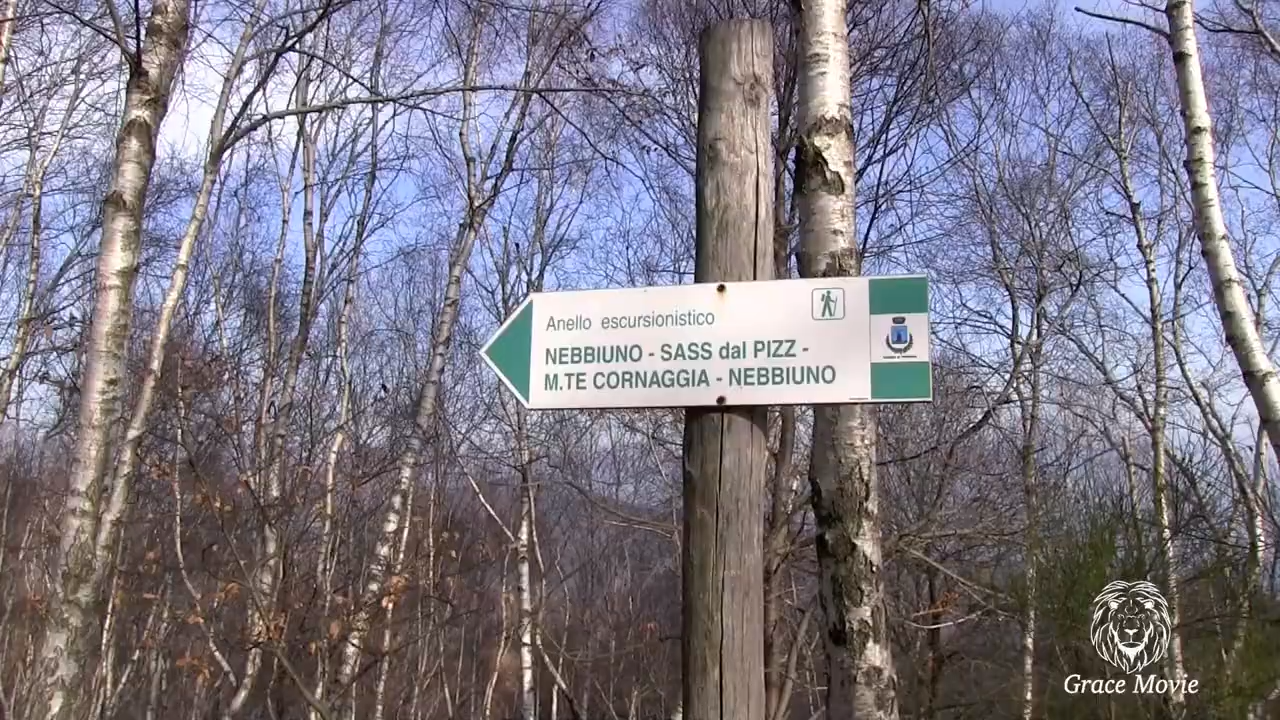 Anello escursionistico
NEBBIUNO - SASS dal PIZZ -
M.TE CORNAGGIA - NEBBIUNO
Grace Movie